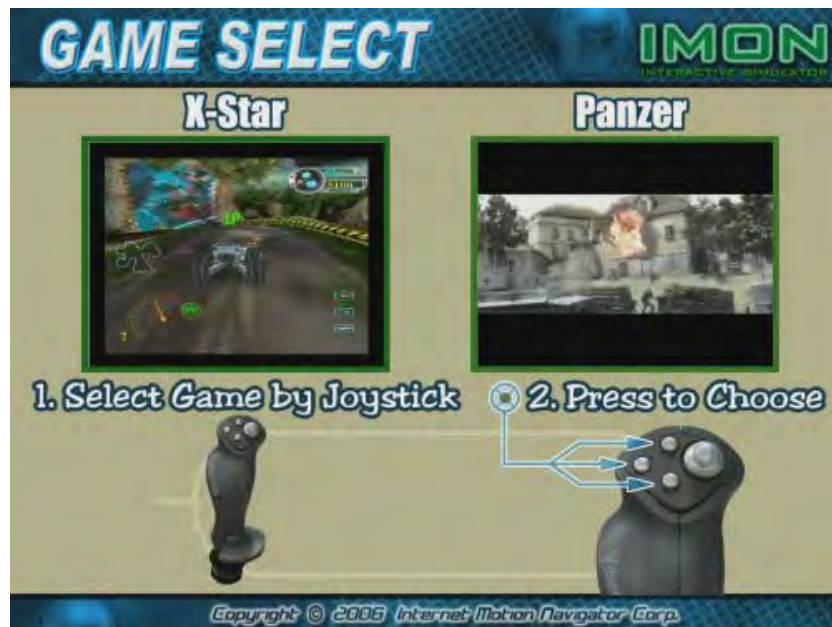 GAME SELECT
IMON
INTERACTIVE SIMULATOR
X-Star
Panzer
1P
1. Select Game by Joystick
2. Press to Choose
Copyright © 2006 Internet Motion Navigator Corp.